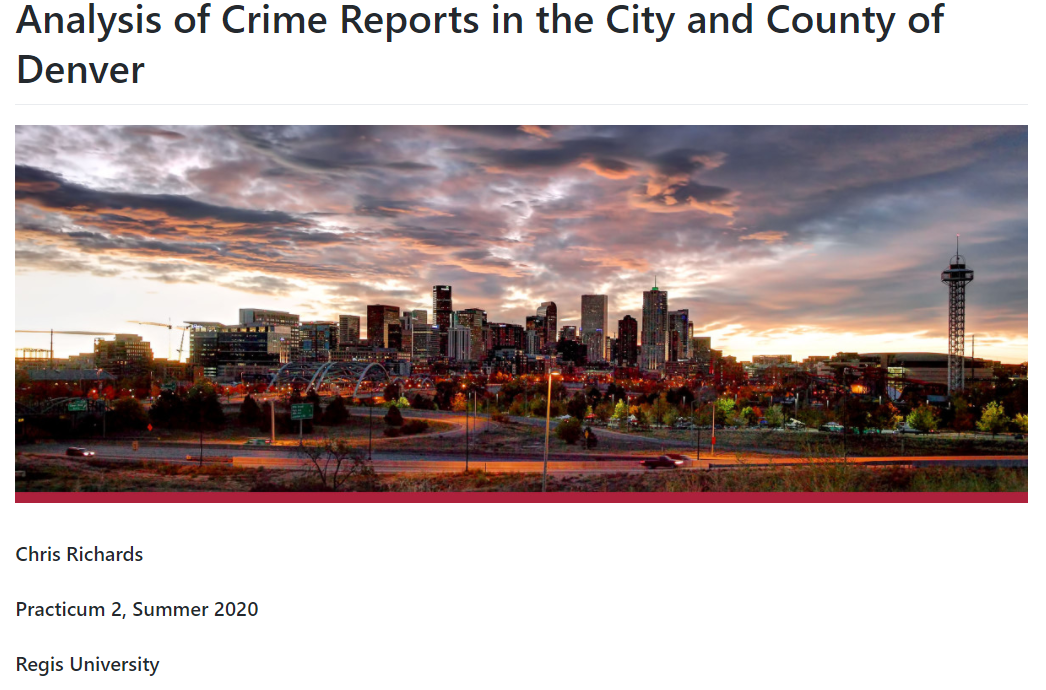 Analysis of Crime Reports in the City and County of
Denver
Chris Richards
Practicum 2, Summer 2020
Regis University